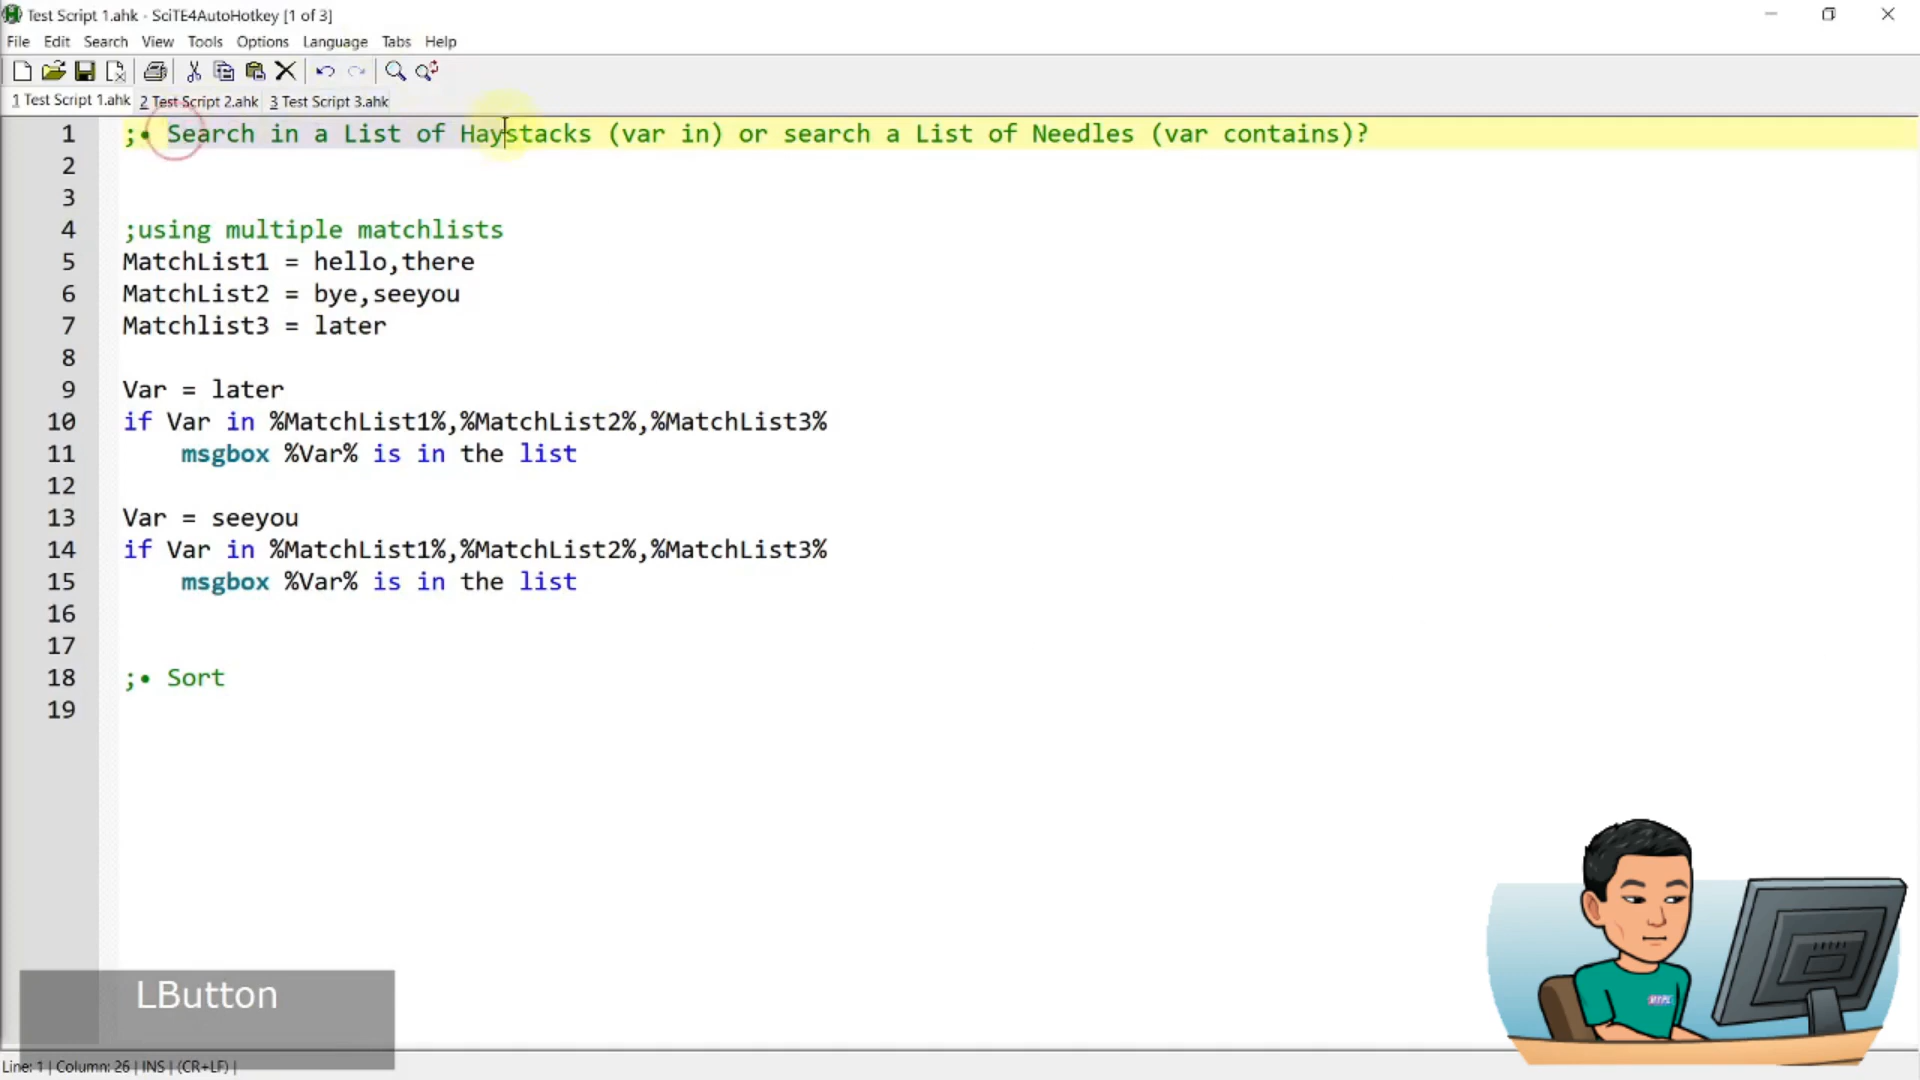 Test Script 1.ahk - SciTE4AutoHotkey [1 of 3]
File Edit Search View Tools Options Language Tabs Help
1 Test Script 1.ahk 2 Test Script 2.ahk 3 Test Script 3.ahk
1 ;• Search in a List of Haystacks (var in) or search a List of Needles (var contains)?
2
3
4 ;using multiple matchlists
5 MatchList1 = hello,there
6 MatchList2 = bye,seeyou
7 Matchlist3 = later
8
9 Var = later
10 if Var in %MatchList1%,%MatchList2%,%MatchList3%
11 msgbox %Var% is in the list
12
13 Var = seeyou
14 if Var in %MatchList1%,%MatchList2%,%MatchList3%
15 msgbox %Var% is in the list
16
17
18 ;• Sort
19
LButton
Line: 1 | Column: 26 | INS | (CR+LF) |